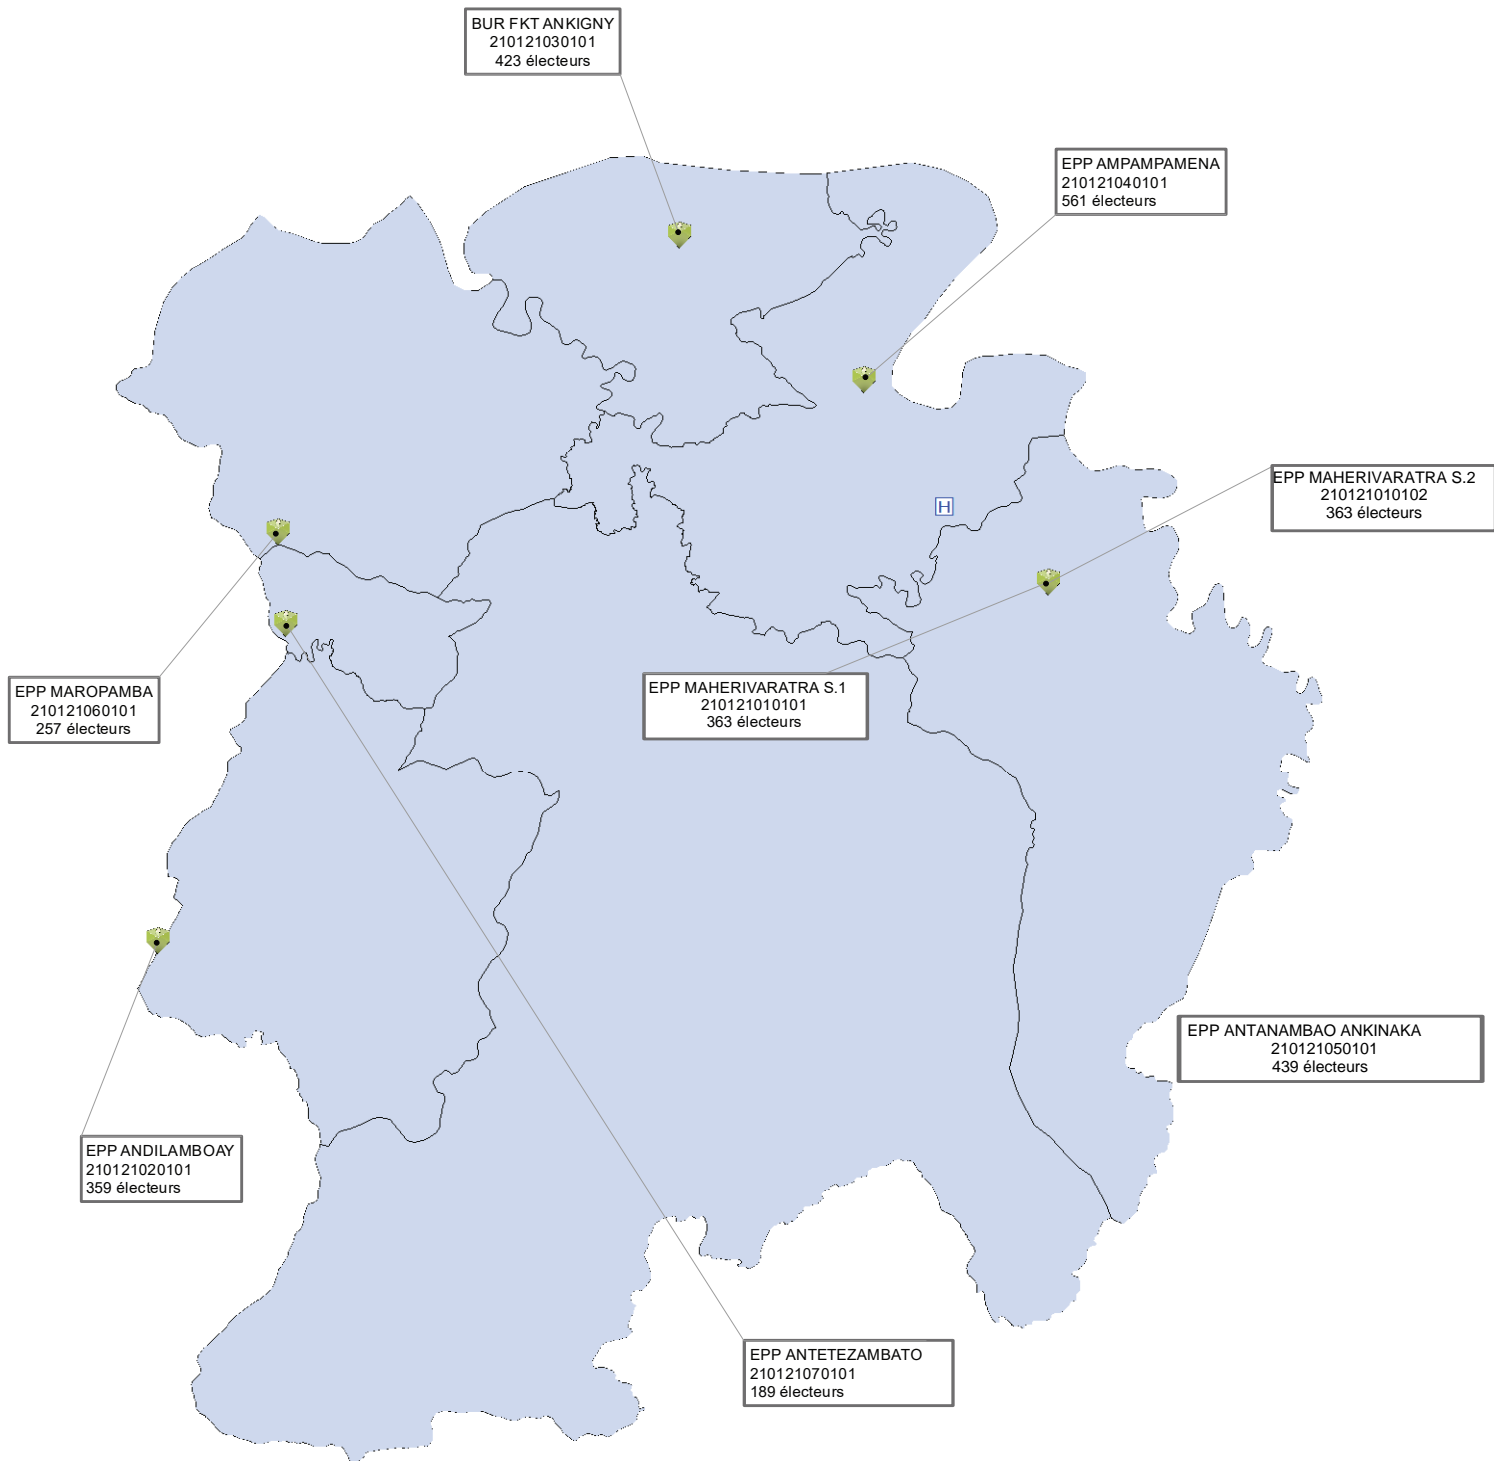 BUR FKT ANKIGNY
210121030101
423 électeurs
EPP AMPAMPAMENA
210121040101
561 électeurs
EPP MAHERIVARATRA S.2
210121010102
363 électeurs
H
EPP MAROPAMBA
210121060101
257 électeurs
EPP MAHERIVARATRA S.1
210121010101
363 électeurs
EPP ANTANAMBAO ANKINAKA
210121050101
439 électeurs
EPP ANDILAMBOAY
210121020101
359 électeurs
EPP ANTETEZAMBATO
210121070101
189 électeurs